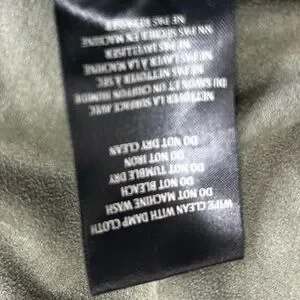 WIPE CLEAN WITH DAMP CLOTH
DO NOT MACHINE WASH
DO NOT BLEACH
DO NOT TUMBLE DRY
DO NOT IRON
DO NOT DRY CLEAN
NETTOYER LA SURFACE AVEC
DU SAVON ET UN CHIFFON HUMIDE
NE PAS NETTOYER À SEC
NE PAS LAVER À LA MACHINE
NE PAS JAVELLISER
NE PAS SÉCHER EN MACHINE
NE PAS REPASSER